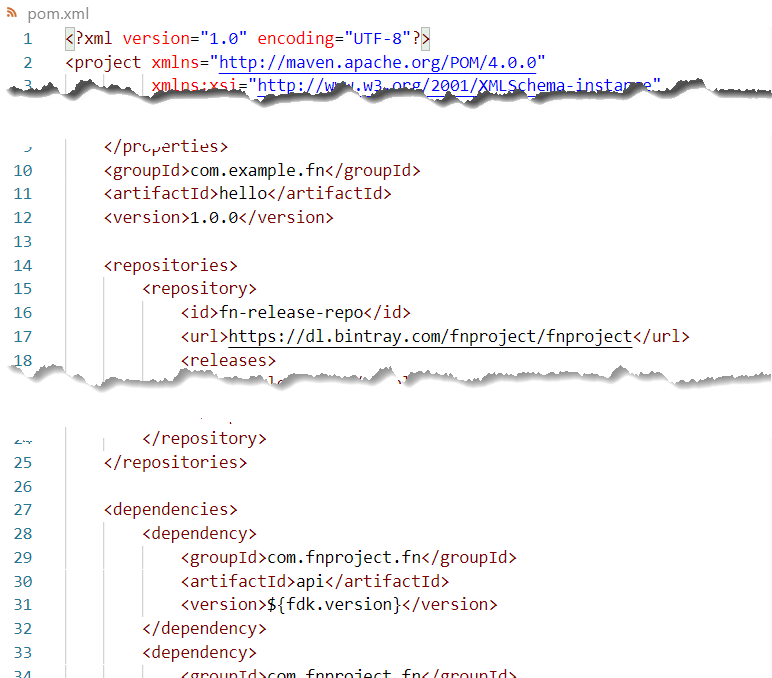 pom.xml
1 <?xml version="1.0" encoding="UTF-8"?>
2 <project xmlns="http://maven.apache.org/POM/4.0.0"
3 xmlns:xsi="http://www.w3.org/2001/XMLSchema-instance"
9 </properties>
10 <groupId>com.example.fn</groupId>
11 <artifactId>hello</artifactId>
12 <version>1.0.0</version>
13
14 <repositories>
15 <repository>
16 <id>fn-release-repo</id>
17 <url>https://dl.bintray.com/fnproject/fnproject</url>
18 <releases>
24 </repository>
25 </repositories>
26
27 <dependencies>
28 <dependency>
29 <groupId>com.fnproject.fn</groupId>
30 <artifactId>api</artifactId>
31 <version>${fdk.version}</version>
32 </dependency>
33 <dependency>
34 <groupId>com.fnproject.fn</groupId>